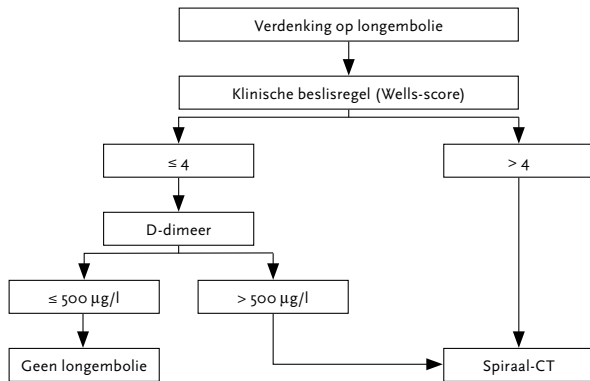 Verdenking op longembolie
Klinische beslisregel (Wells-score)
≤ 4
> 4
D-dimeer
≤ 500 µg/l
> 500 µg/l
Geen longembolie
Spiraal-CT